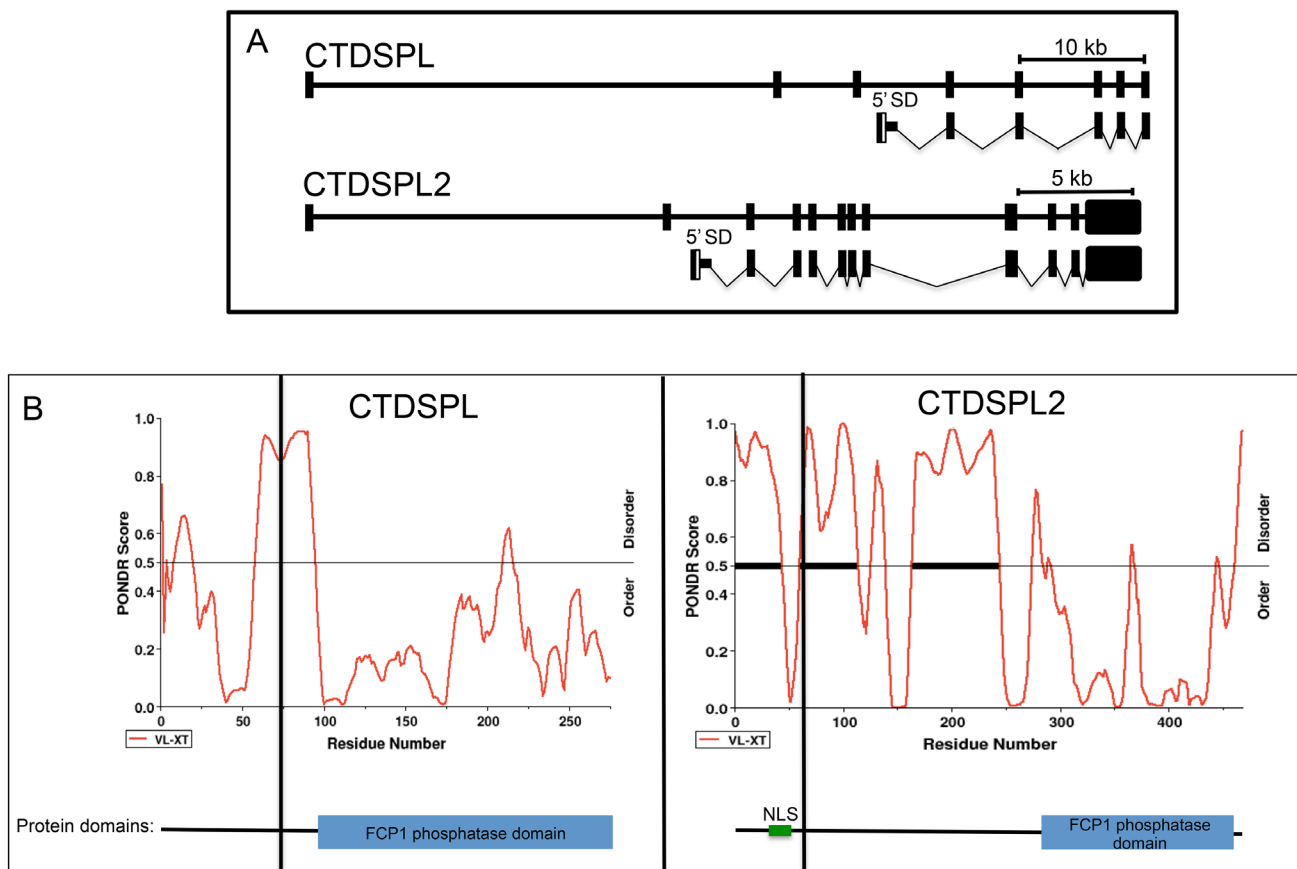 A
CTDSPL
10 kb
5' SD
CTDSPL2
5 kb
5' SD
B
CTDSPL
1.0
0.8
0.6
0.5
0.4
0.2
0.0
PONDR Score
Disorder
Order
0 50 100 150 200 250
Residue Number
VL-XT
CTDSPL2
1.0
0.8
0.6
0.5
0.4
0.2
0.0
PONDR Score
Disorder
Order
0 100 200 300 400
Residue Number
VL-XT
Protein domains:
FCP1 phosphatase domain
NLS
FCP1 phosphatase
domain